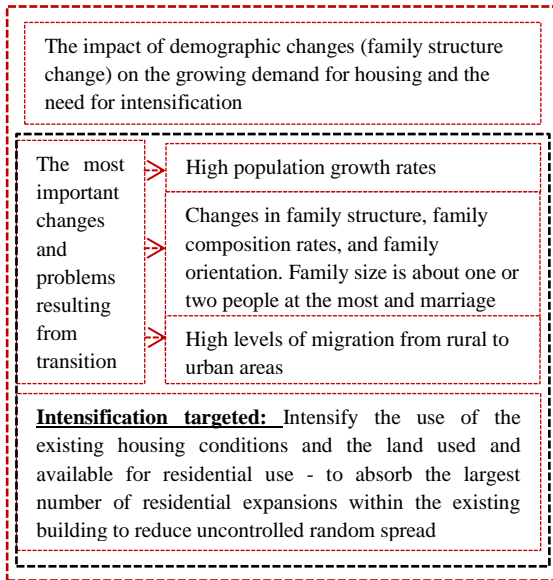 The impact of demographic changes (family structure
change) on the growing demand for housing and the
need for intensification
The most
important
changes
and
problems
resulting
from
transition
High population growth rates
Changes in family structure, family
composition rates, and family
orientation. Family size is about one or
two people at the most and marriage
High levels of migration from rural to
urban areas
Intensification targeted: Intensify the use of the
existing housing conditions and the land used and
available for residential use - to absorb the largest
number of residential expansions within the existing
building to reduce uncontrolled random spread